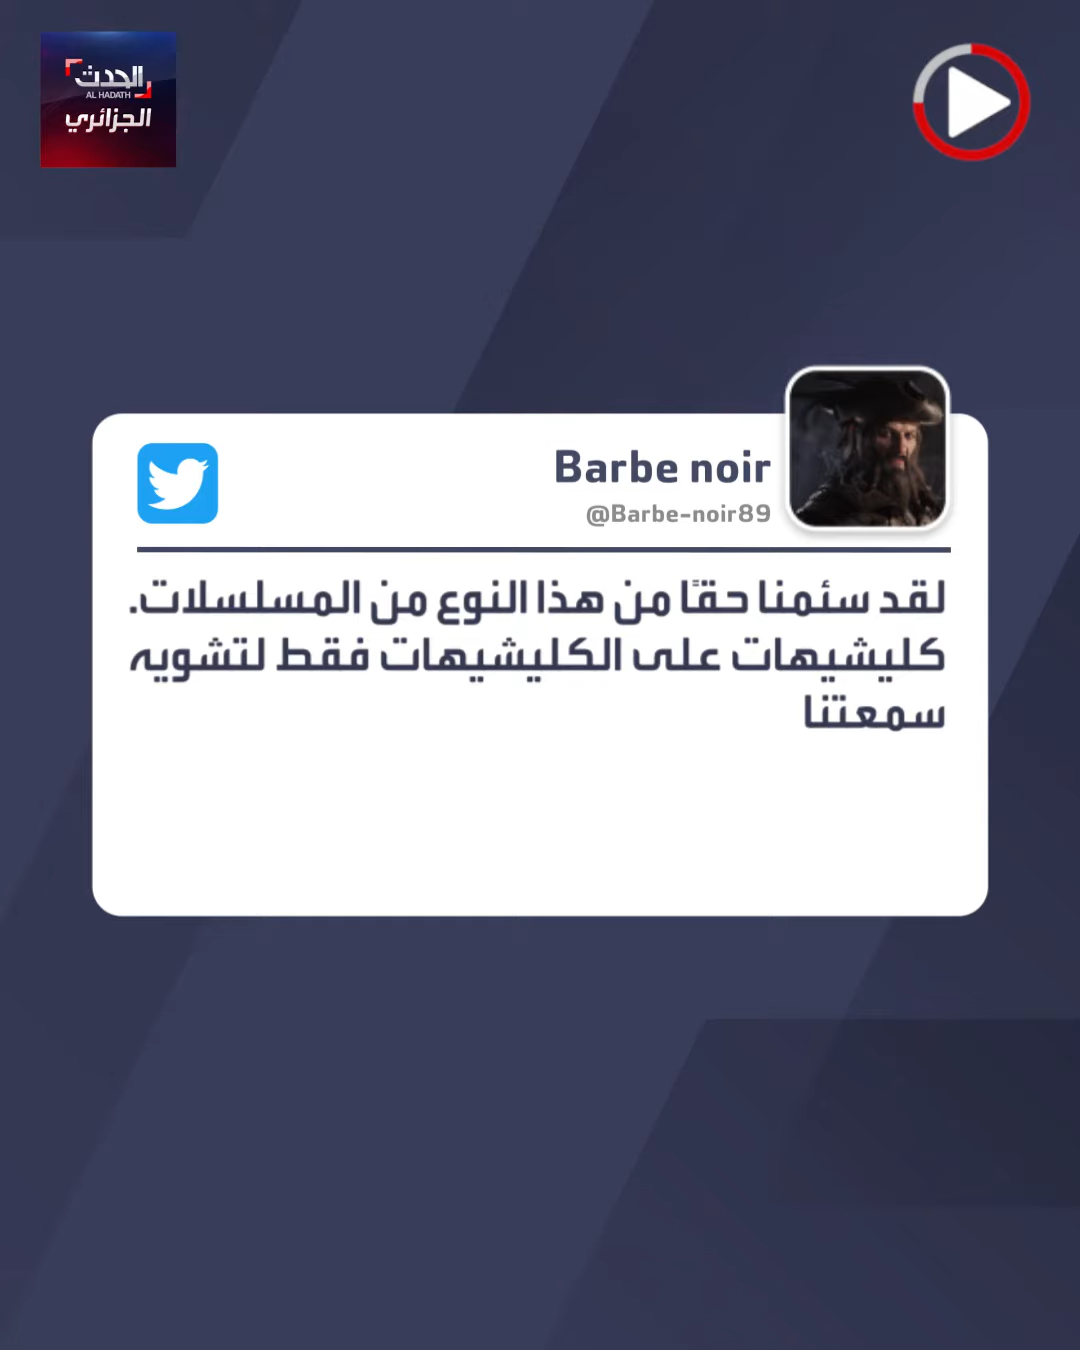 الحدث
AL HADATH
الجزائري
Barbe noir
@Barbe-noir89
لقد سئمنا حقًا من هذا النوع من المسلسلات.
كليشيهات على الكليشيهات فقط لتشويه
سمعتنا